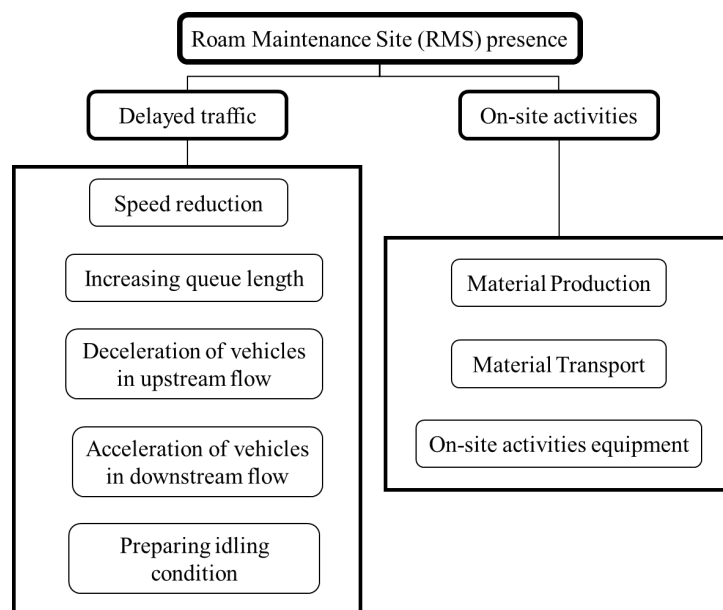 Roam Maintenance Site (RMS) presence
Delayed traffic
On-site activities
Speed reduction
Increasing queue length
Deceleration of vehicles
in upstream flow
Acceleration of vehicles
in downstream flow
Preparing idling
condition
Material Production
Material Transport
On-site activities equipment